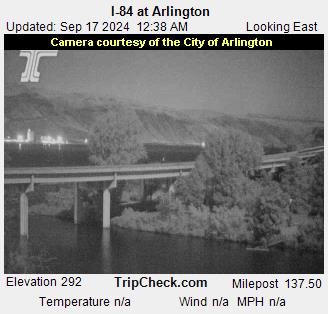 I-84 at Arlington
Updated: Sep 17 2024 12:38 AM Looking East
Camera courtesy of the City of Arlington
Elevation 292 TripCheck.com Milepost 137.50
Temperature n/a Wind n/a MPH n/a